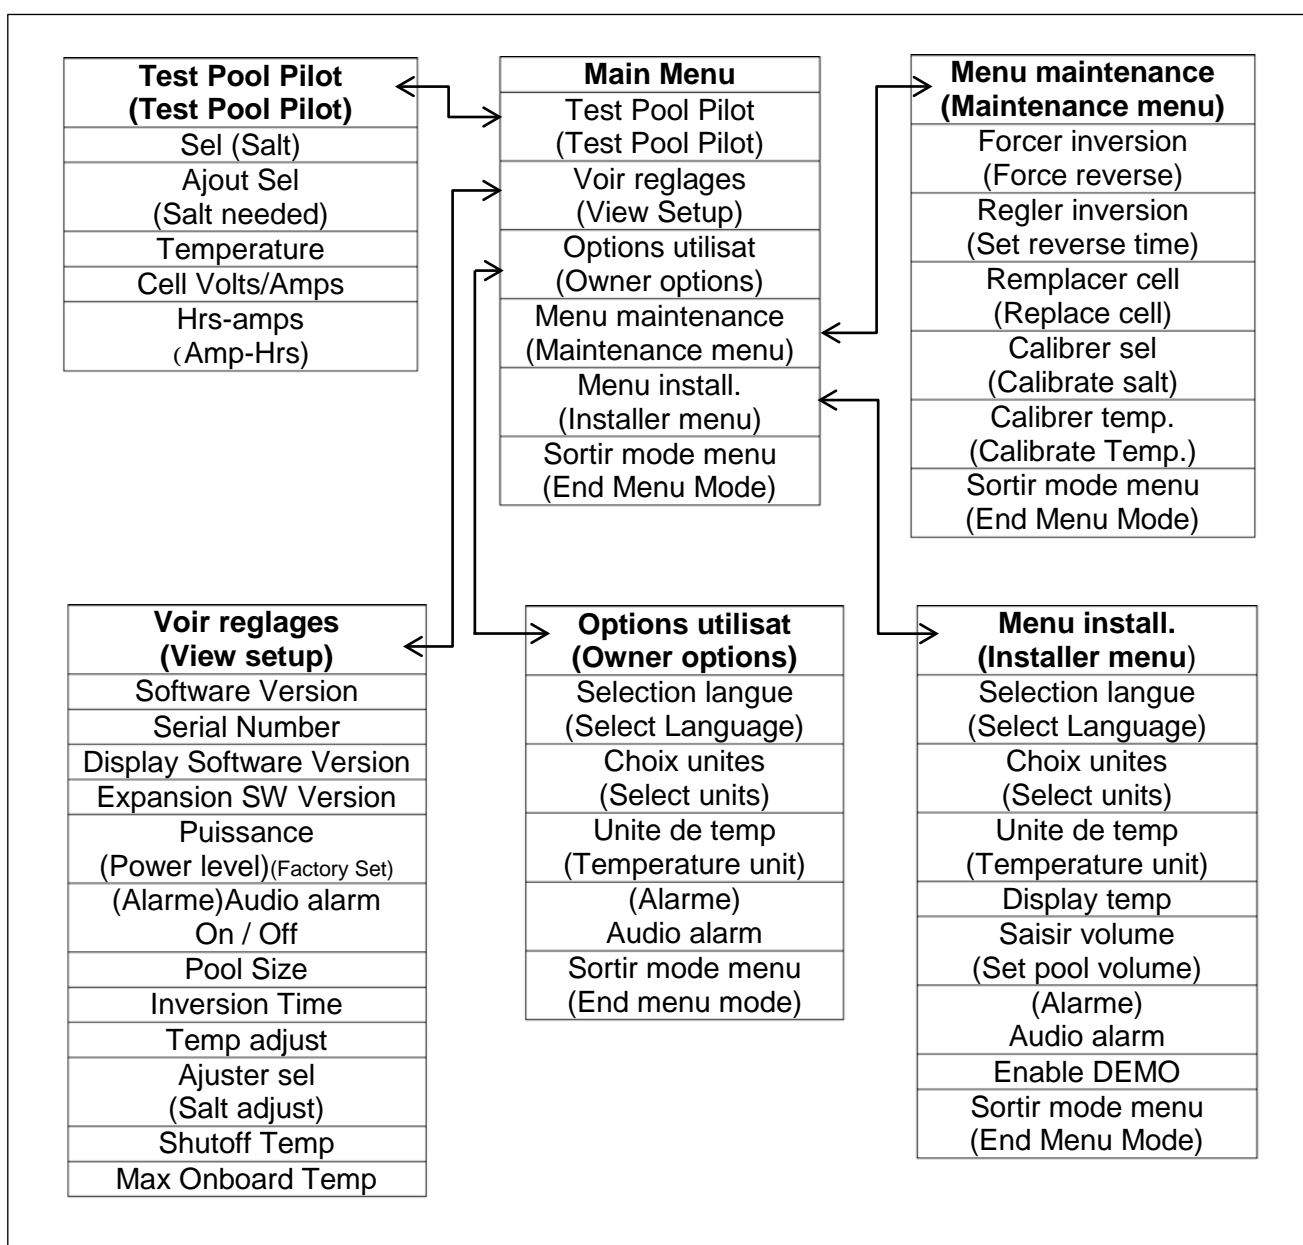 Test Pool Pilot
(Test Pool Pilot)
Sel (Salt)
Ajout Sel
(Salt needed)
Temperature
Cell Volts/Amps
Hrs-amps
(Amp-Hrs)
Main Menu
Test Pool Pilot
(Test Pool Pilot)
Voir reglages
(View Setup)
Options utilisat
(Owner options)
Menu maintenance
(Maintenance menu)
Menu install.
(Installer menu)
Sortir mode menu
(End Menu Mode)
Menu maintenance
(Maintenance menu)
Forcer inversion
(Force reverse)
Regler inversion
(Set reverse time)
Remplacer cell
(Replace cell)
Calibrer sel
(Calibrate salt)
Calibrer temp.
(Calibrate Temp.)
Sortir mode menu
(End Menu Mode)
Voir reglages
(View setup)
Software Version
Serial Number
Display Software Version
Expansion SW Version
Puissance
(Power level)(Factory Set)
(Alarme)Audio alarm
On / Off
Pool Size
Inversion Time
Temp adjust
Ajuster sel
(Salt adjust)
Shutoff Temp
Max Onboard Temp
Options utilisat
(Owner options)
Selection langue
(Select Language)
Choix unites
(Select units)
Unite de temp
(Temperature unit)
(Alarme)
Audio alarm
Sortir mode menu
(End menu mode)
Menu install.
(Installer menu)
Selection langue
(Select Language)
Choix unites
(Select units)
Unite de temp
(Temperature unit)
Display temp
Saisir volume
(Set pool volume)
(Alarme)
Audio alarm
Enable DEMO
Sortir mode menu
(End Menu Mode)